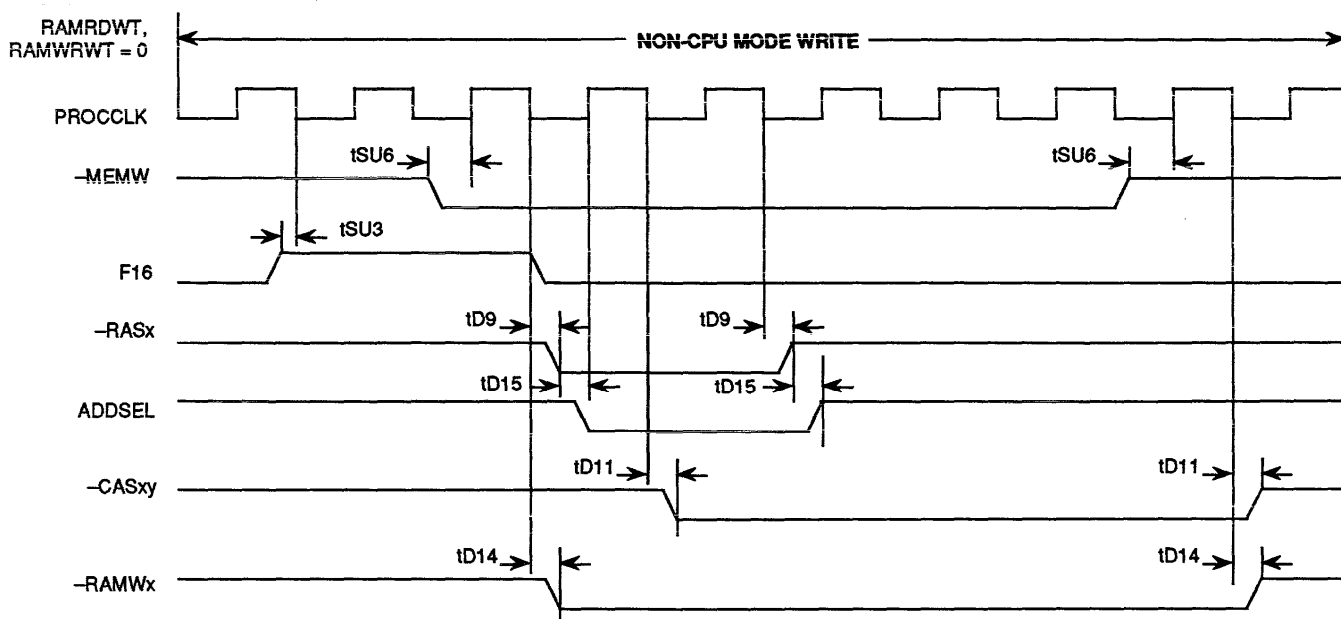 RAMRDWT,
RAMWRWT = 0
NON-CPU MODE WRITE
PROCCLK
tSU6
tSU6
–MEMW
tSU3
F16
tD9
tD9
–RASx
tD15
tD15
ADDSEL
tD11
tD11
–CASxy
tD14
tD14
–RAMWx